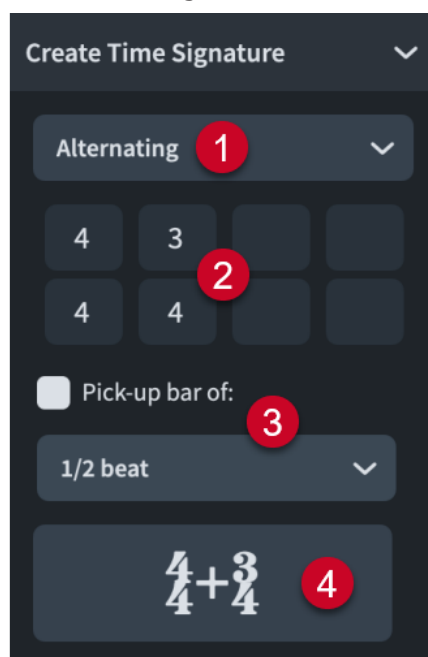 Create Time Signature
Alternating 1
4 3
2
4 4
Pick-up bar of:
3
1/2 beat
4/4+3/4 4